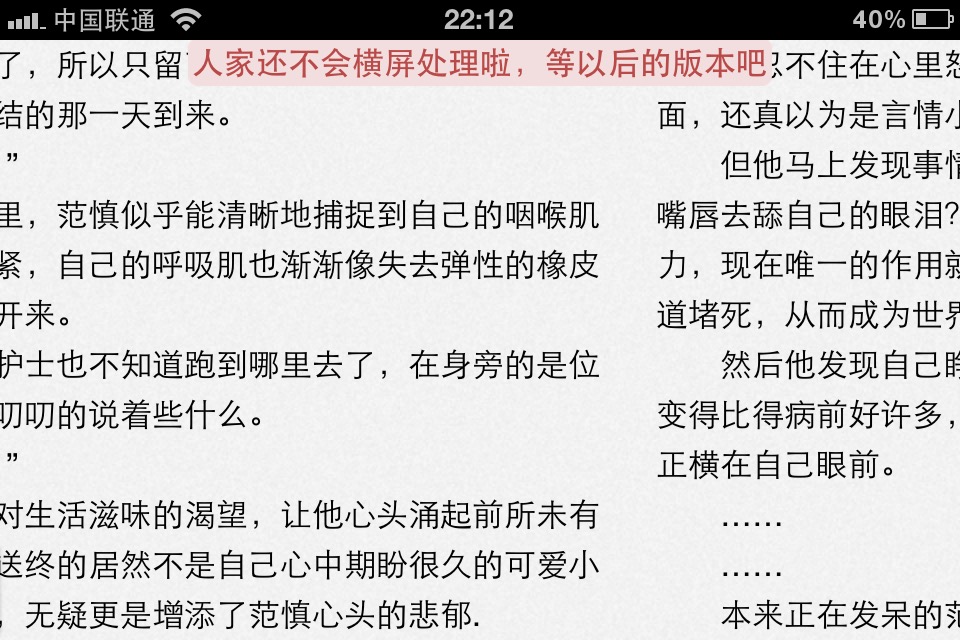 中国联通
22:12
40%
人家还不会横屏处理啦，等以后的版本吧
了，所以只留
结的那一天到来。
”
里，范慎似乎能清晰地捕捉到自己的咽喉肌
紧，自己的呼吸肌也渐渐像失去弹性的橡皮
开来。
护士也不知道跑到哪里去了，在身旁的是位
叨叨的说着些什么。
”
对生活滋味的渴望，让他心头涌起前所未有
送终的居然不是自己心中期盼很久的可爱小
，无疑更是增添了范慎心头的悲郁.
忍不住在心里怒
面，还真以为是言情小
但他马上发现事情
嘴唇去舔自己的眼泪？
力，现在唯一的作用就
道堵死，从而成为世界
然后他发现自己睁
变得比得病前好许多，
正横在自己眼前。
……
……
本来正在发呆的范